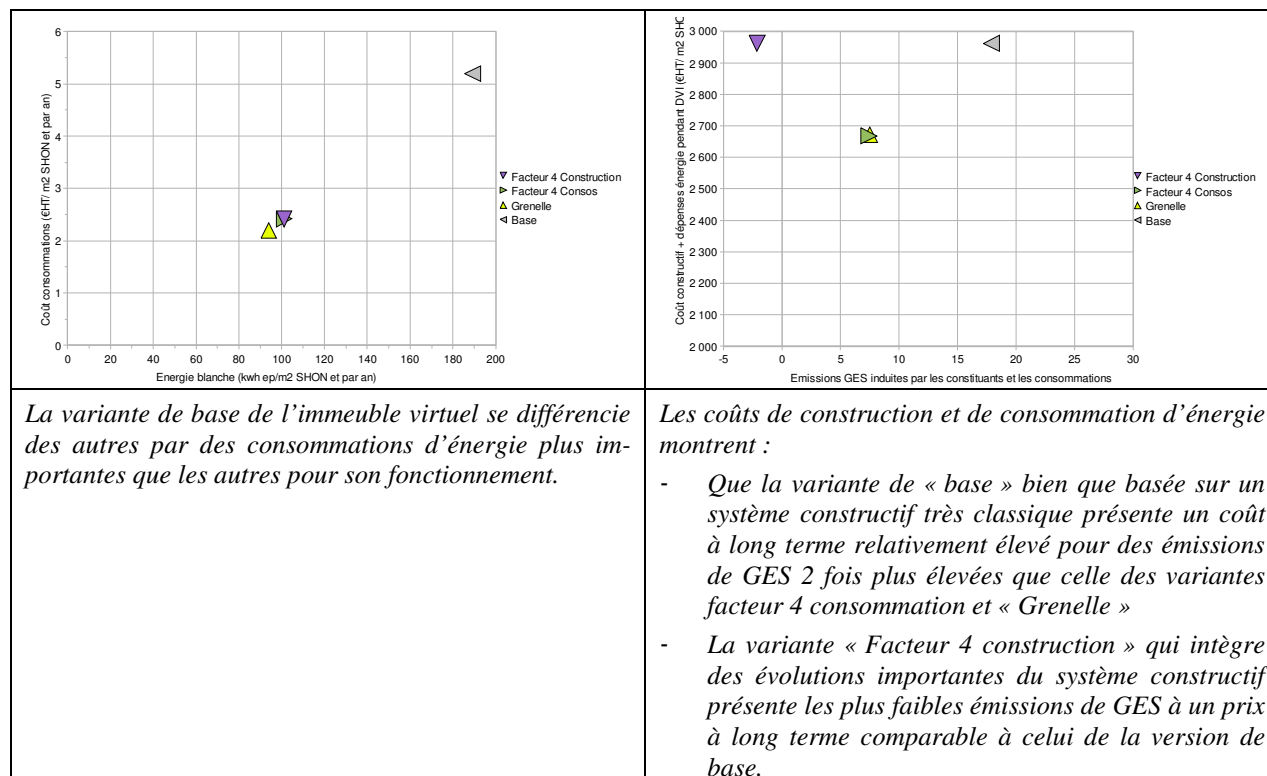 6
5
4
3
2
1
0
Coût consommations (€HT/ m2 SHON et par an)
0 20 40 60 80 100 120 140 160 180 200
Energie blanche (kwh ep/m2 SHON et par an)
Facteur 4 Construction
Facteur 4 Consos
Grenelle
Base
3 000
2 900
2 800
2 700
2 600
2 500
2 400
2 300
2 200
2 100
2 000
Coût constructif + dépenses énergie pendant DVI (€HT/ m2 SHO
-5 0 5 10 15 20 25 30
Emissions GES induites par les constituants et les consommations
Facteur 4 Construction
Facteur 4 Consos
Grenelle
Base
La variante de base de l’immeuble virtuel se différencie
des autres par des consommations d’énergie plus im-
portantes que les autres pour son fonctionnement.
Les coûts de construction et de consommation d’énergie
montrent :
- Que la variante de « base » bien que basée sur un
système constructif très classique présente un coût
à long terme relativement élevé pour des émissions
de GES 2 fois plus élevées que celle des variantes
facteur 4 consommation et « Grenelle »
- La variante « Facteur 4 construction » qui intègre
des évolutions importantes du système constructif
présente les plus faibles émissions de GES à un prix
à long terme comparable à celui de la version de
base.